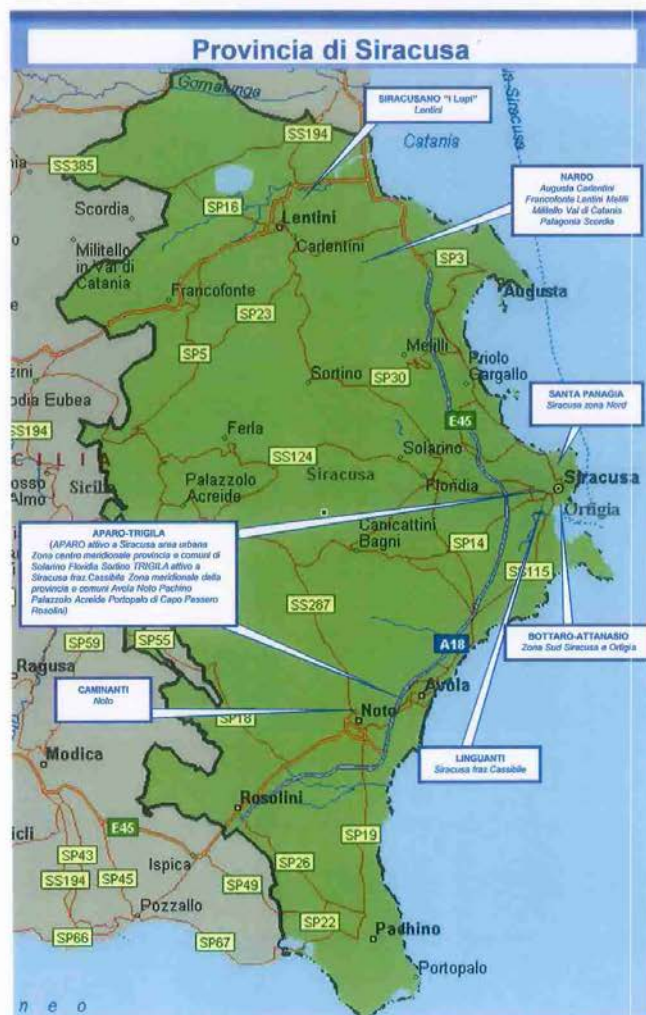 Provincia di Siracusa
Gornalunga
SIRACUSANO "I Lupi"
Lentini
Catania
SS194
SS385
NARDO
Augusta Carlentini
Francofonte Lentini Melilli
Militello Val di Catania
Palagonia Scordia
SP16
Scordia
Lentini
Carlentini
Militello
in Val di
Catania
SP3
Augusta
Francofonte
SP23
SP5
Melilli
Priolo
Gargallo
Sortino
SP30
odia Eubea
SS194
SANTA PANAGIA
Siracusa zona Nord
E45
Ferla
SS124
Solarino
Siracusa
Siracusa
Palazzolo
Acreide
Floridia
Ortigia
Canicattini
Bagni
SP14
APARO-TRIGILA
(APARO attivo a Siracusa area urbana
Zona centro meridionale provincia e comuni di
Solarino Floridia Sortino TRIGILA attivo a
Siracusa fraz Cassibile Zona meridionale della
provincia e comuni Avola Noto Pachino
Palazzolo Acreide Portopalo di Capo Passero
Rosolini)
SS115
SS287
SP59
SP55
A18
BOTTARO-ATTANASIO
Zona Sud Siracusa e Ortigia
Ragusa
CAMINANTI
Noto
Avola
SP18
Noto
LINGUANTI
Siracusa fraz Cassibile
Modica
Rosolini
E45
SP19
SP43
Ispica
SP26
SS194
SP45
SP49
Pozzallo
SP22
SP66
SP67
Pachino
Portopalo
n e o